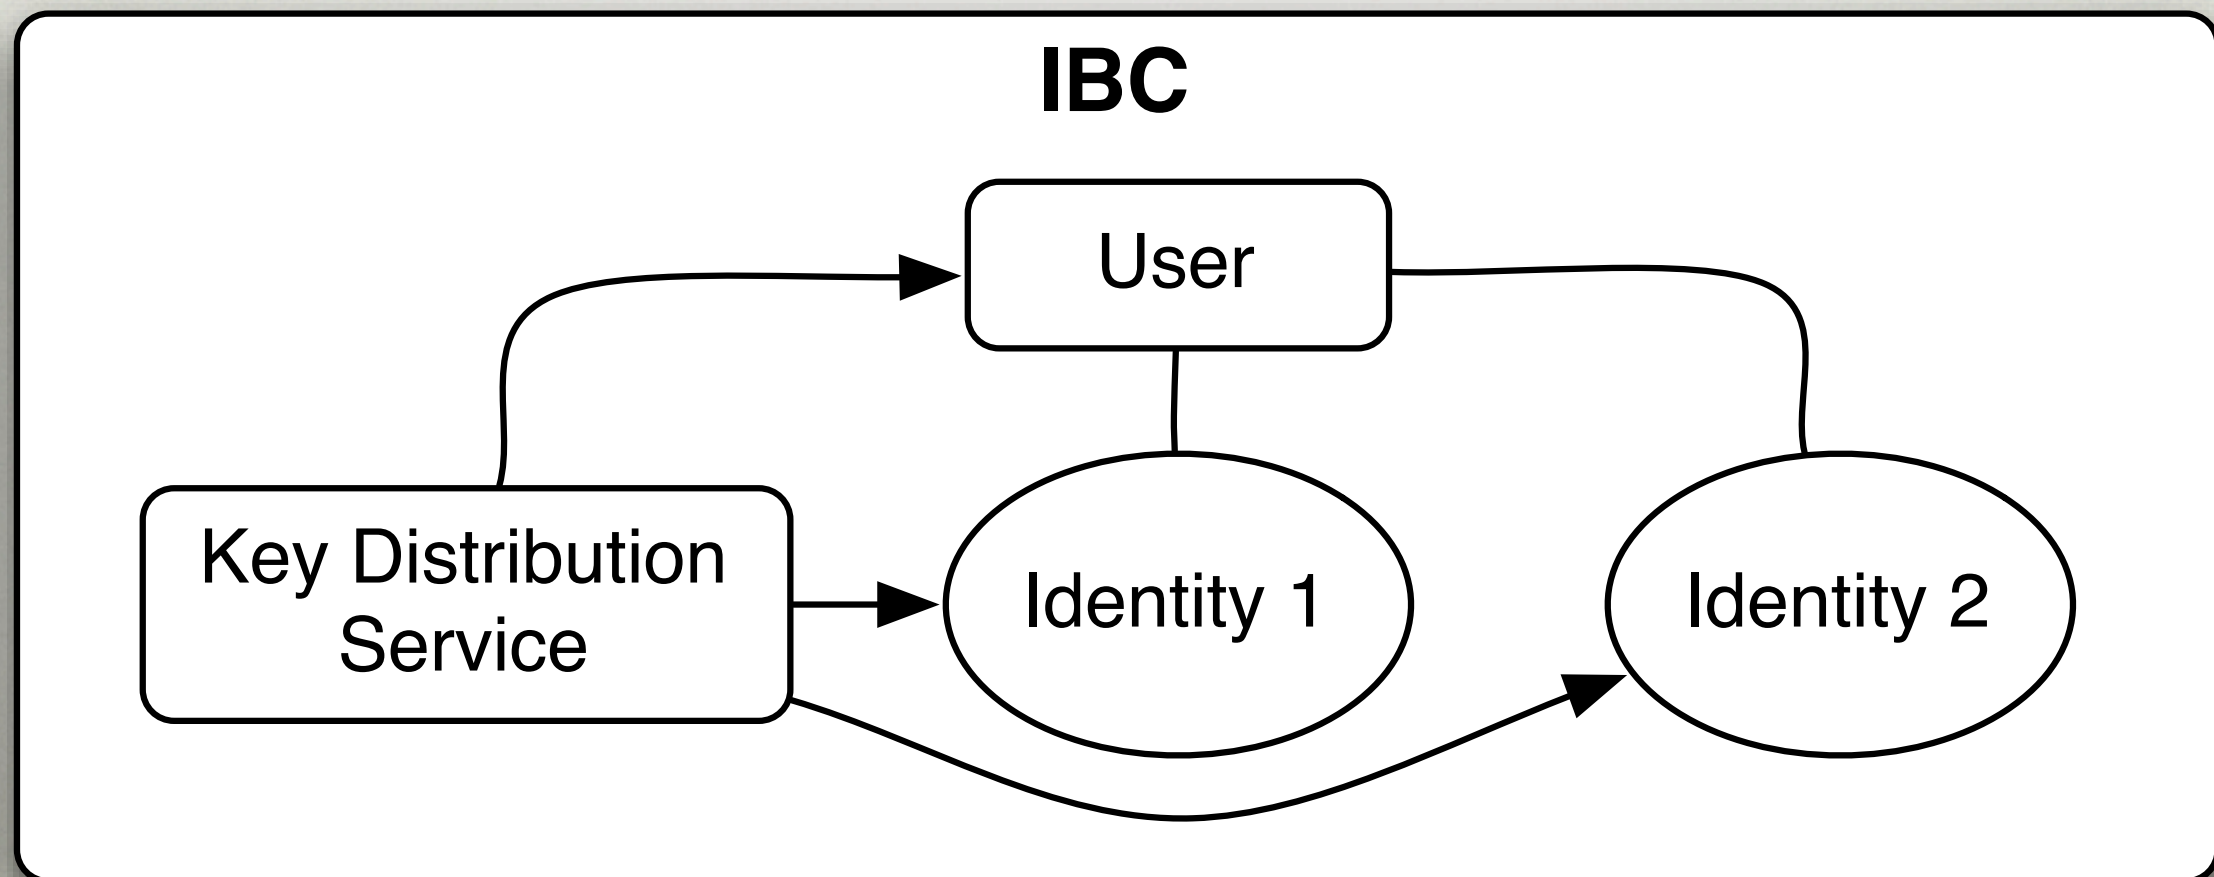 IBC
User
Key Distribution
Service
Identity 1
Identity 2